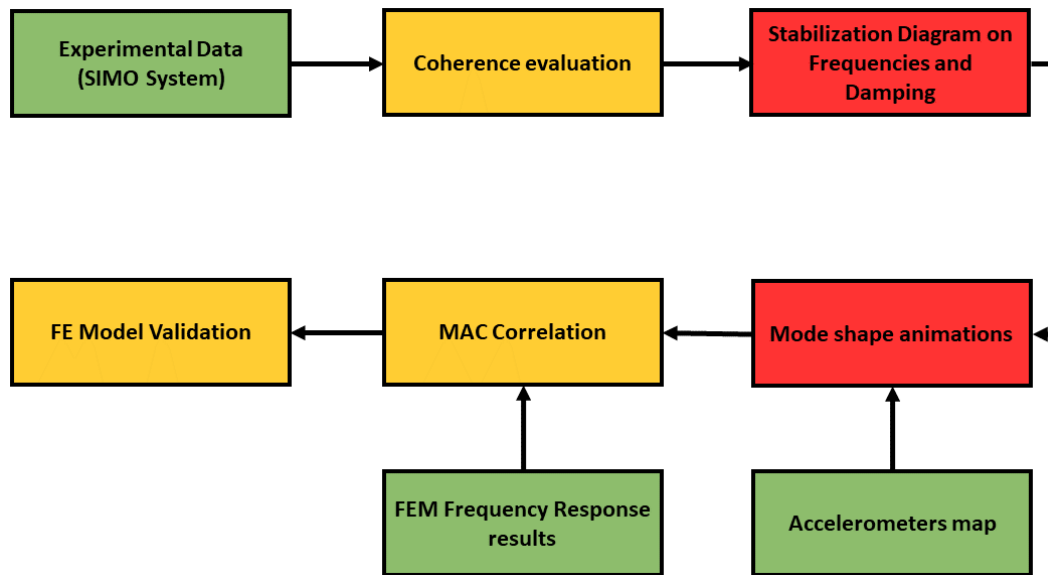 Experimental Data
(SIMO System)
Coherence evaluation
Stabilization Diagram on
Frequencies and
Damping
FE Model Validation
MAC Correlation
Mode shape animations
FEM Frequency Response
results
Accelerometers map